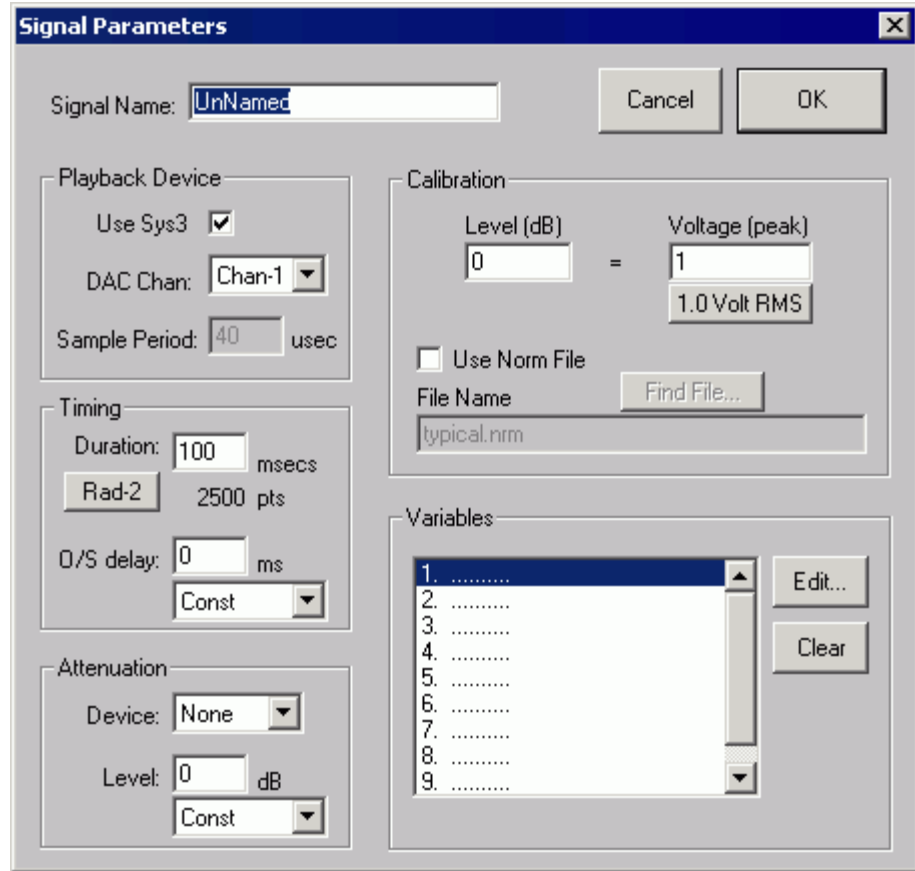 Signal Parameters
Signal Name: UnNamed
Cancel
OK
Playback Device
Use Sys3
DAC Chan: Chan-1
Sample Period: 40 usec
Timing
Duration: 100 msecs
Rad-2 2500 pts
O/S delay: 0 ms
Const
Attenuation
Device: None
Level: 0 dB
Const
Calibration
Level (dB) Voltage (peak)
0 = 1
1.0 Volt RMS
Use Norm File
File Name Find File...
typical.nrm
Variables
1. ..........
2. ..........
3. ..........
4. ..........
5. ..........
6. ..........
7. ..........
8. ..........
9. ..........
Edit...
Clear